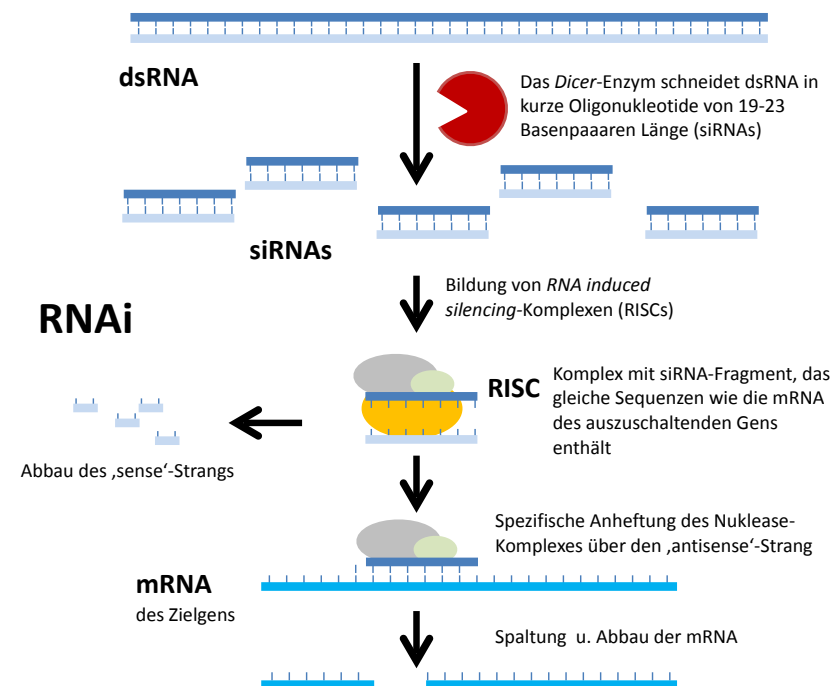 dsRNA
Das Dicer-Enzym schneidet dsRNA in
kurze Oligonukleotide von 19-23
Basenpaaaren Länge (siRNAs)
siRNAs
Bildung von RNA induced
silencing-Komplexen (RISCs)
RNAi
RISC
Komplex mit siRNA-Fragment, das
gleiche Sequenzen wie die mRNA
des auszuschaltenden Gens
enthält
Abbau des ‚sense‘-Strangs
Spezifische Anheftung des Nuklease-
Komplexes über den ‚antisense‘-Strang
mRNA
des Zielgens
Spaltung u. Abbau der mRNA